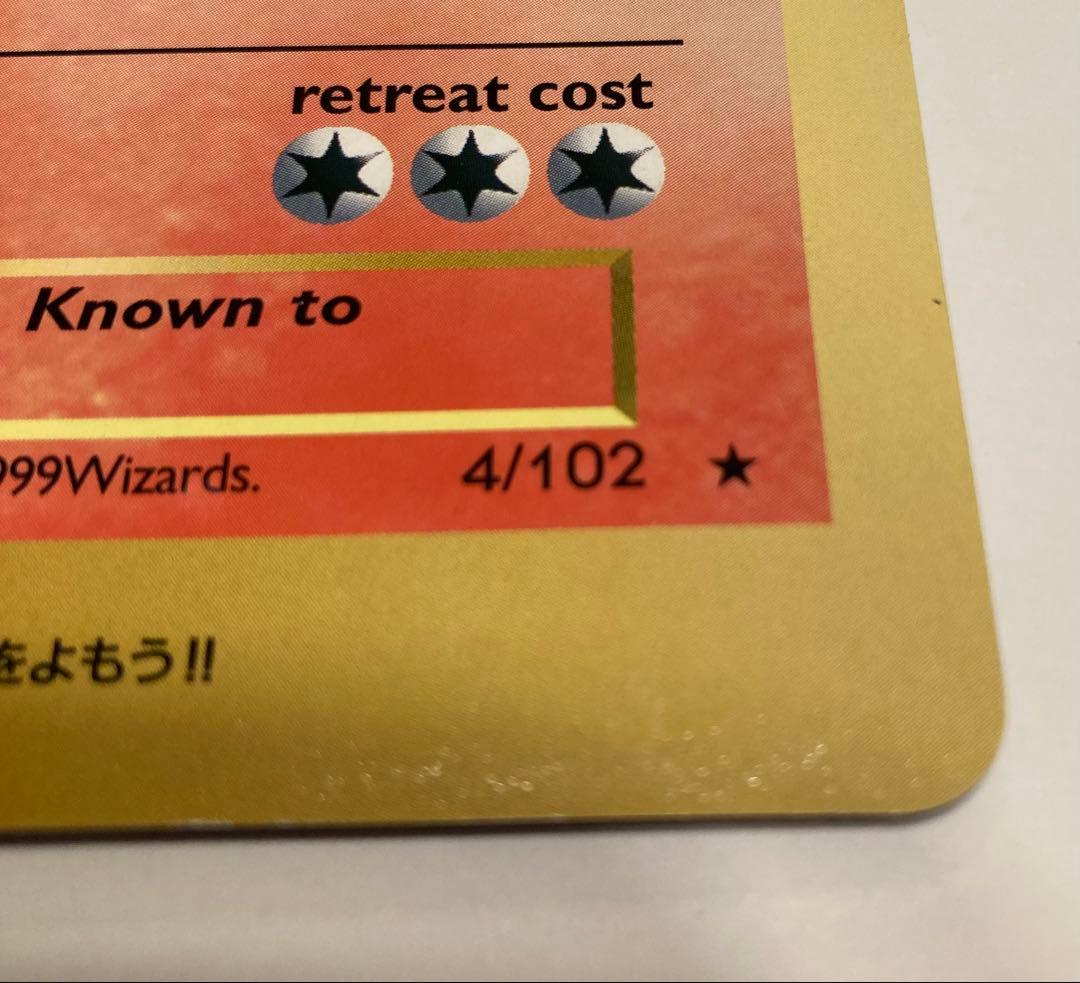 retreat cost
Known to
999Wizards. 4/102 ★
をよもう!!